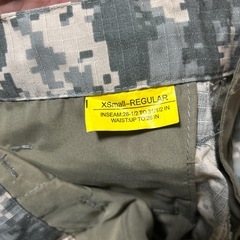 XSmall-REGULAR
INSEAM:28-1/2 TO 31-1/2 IN
WAIST:UP TO 26 IN